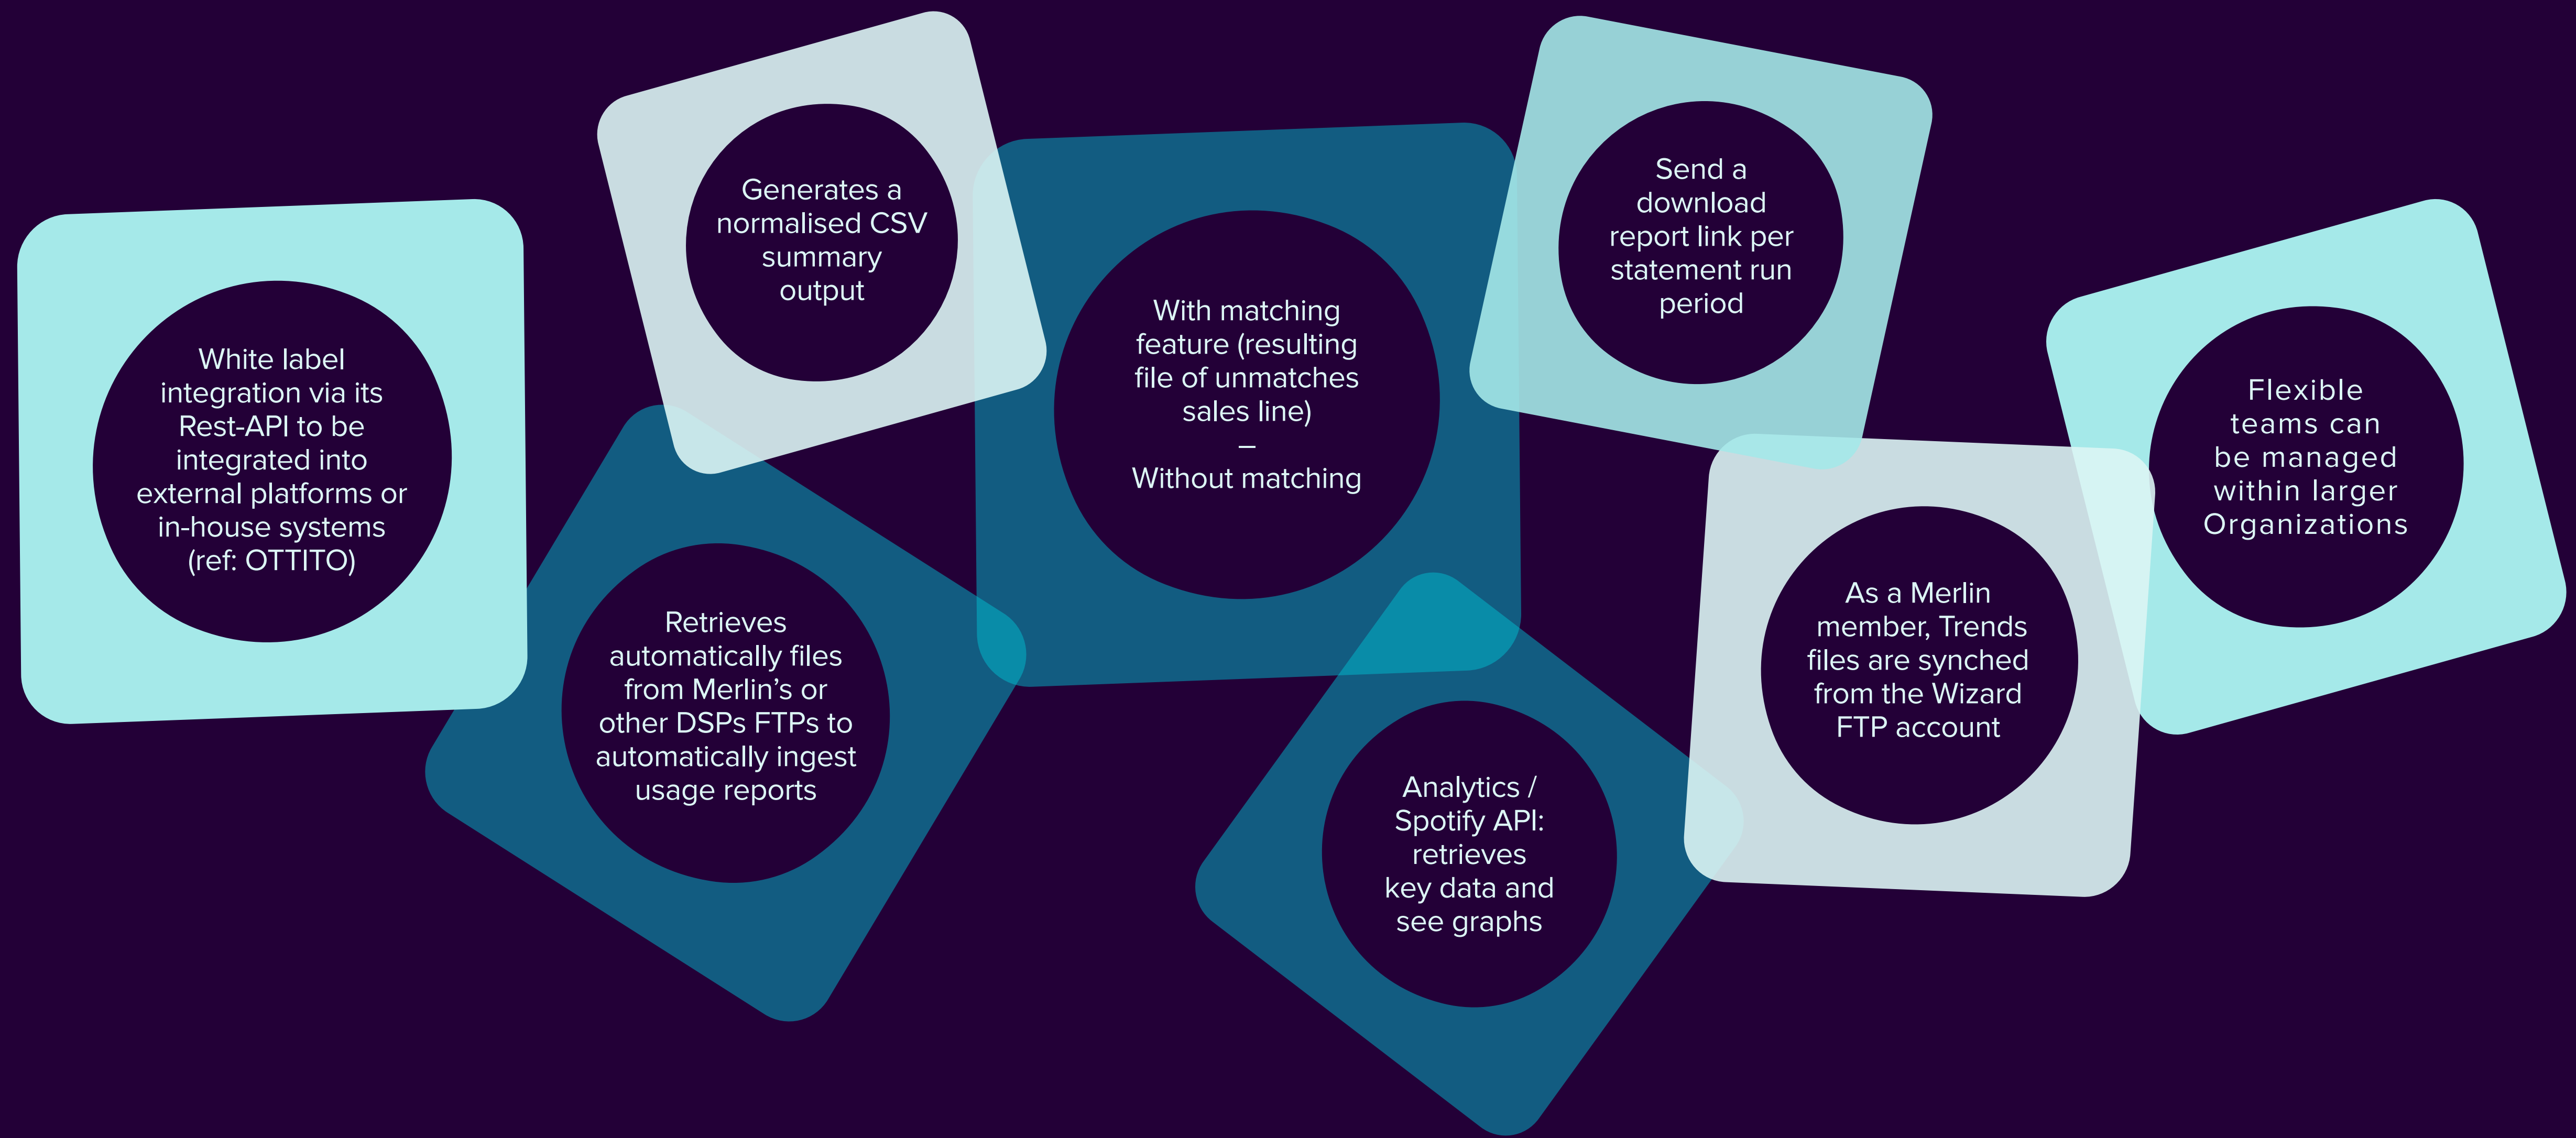 White label
integration via its
Rest-API to be
integrated into
external platforms or
in-house systems
(ref: OTTITO)
Generates a
normalised CSV
summary
output
Retrieves
automatically files
from Merlin’s or
other DSPs FTPs to
automatically ingest
usage reports
With matching
feature (resulting
file of unmatches
sales line)
–
Without matching
Send a
download
report link per
statement run
period
Analytics /
Spotify API:
retrieves
key data and
see graphs
As a Merlin
member, Trends
files are synched
from the Wizard
FTP account
Flexible
teams can
be managed
within larger
Organizations